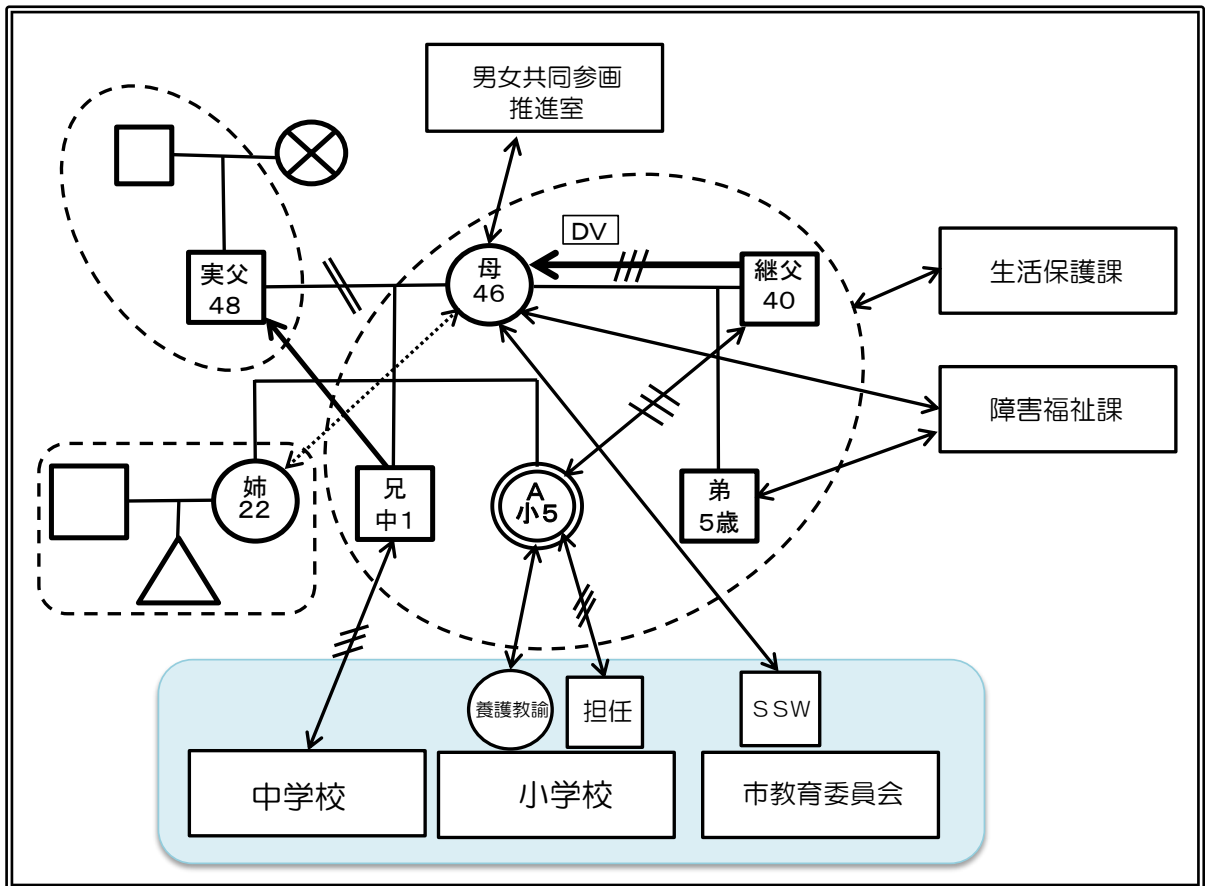 男女共同参画
推進室
DV
実父
48
母
46
継父
40
生活保護課
障害福祉課
姉
22
兄
中1
A
小5
弟
5歳
養護教諭
担任
SSW
中学校
小学校
市教育委員会